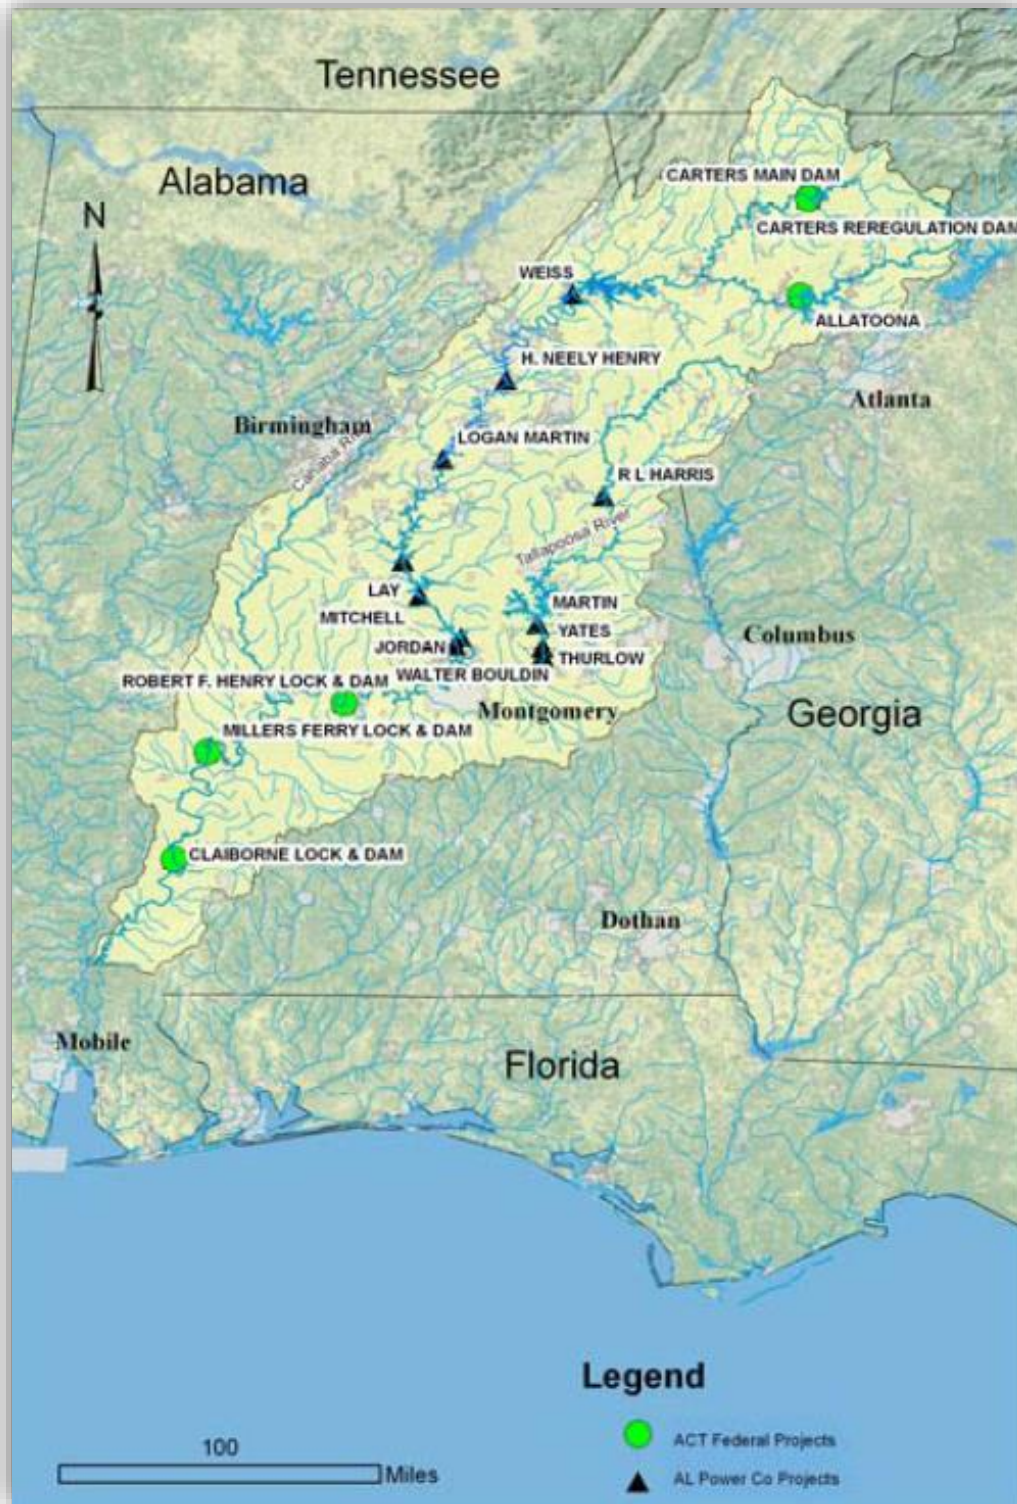 Tennessee
Alabama
N
CARTERS MAIN DAM
CARTERS REREGULATION DAM
WEISS
ALLATOONA
H. NEELY HENRY
Atlanta
Birmingham
LOGAN MARTIN
Cahaba River
R L HARRIS
Tallapoosa River
LAY
MARTIN
MITCHELL
YATES
Columbus
JORDAN
THURLOW
WALTER BOULDIN
ROBERT F. HENRY LOCK & DAM
Montgomery
Georgia
MILLERS FERRY LOCK & DAM
CLAIBORNE LOCK & DAM
Dothan
Mobile
Florida
Legend
ACT Federal Projects
AL Power Co Projects
100
Miles